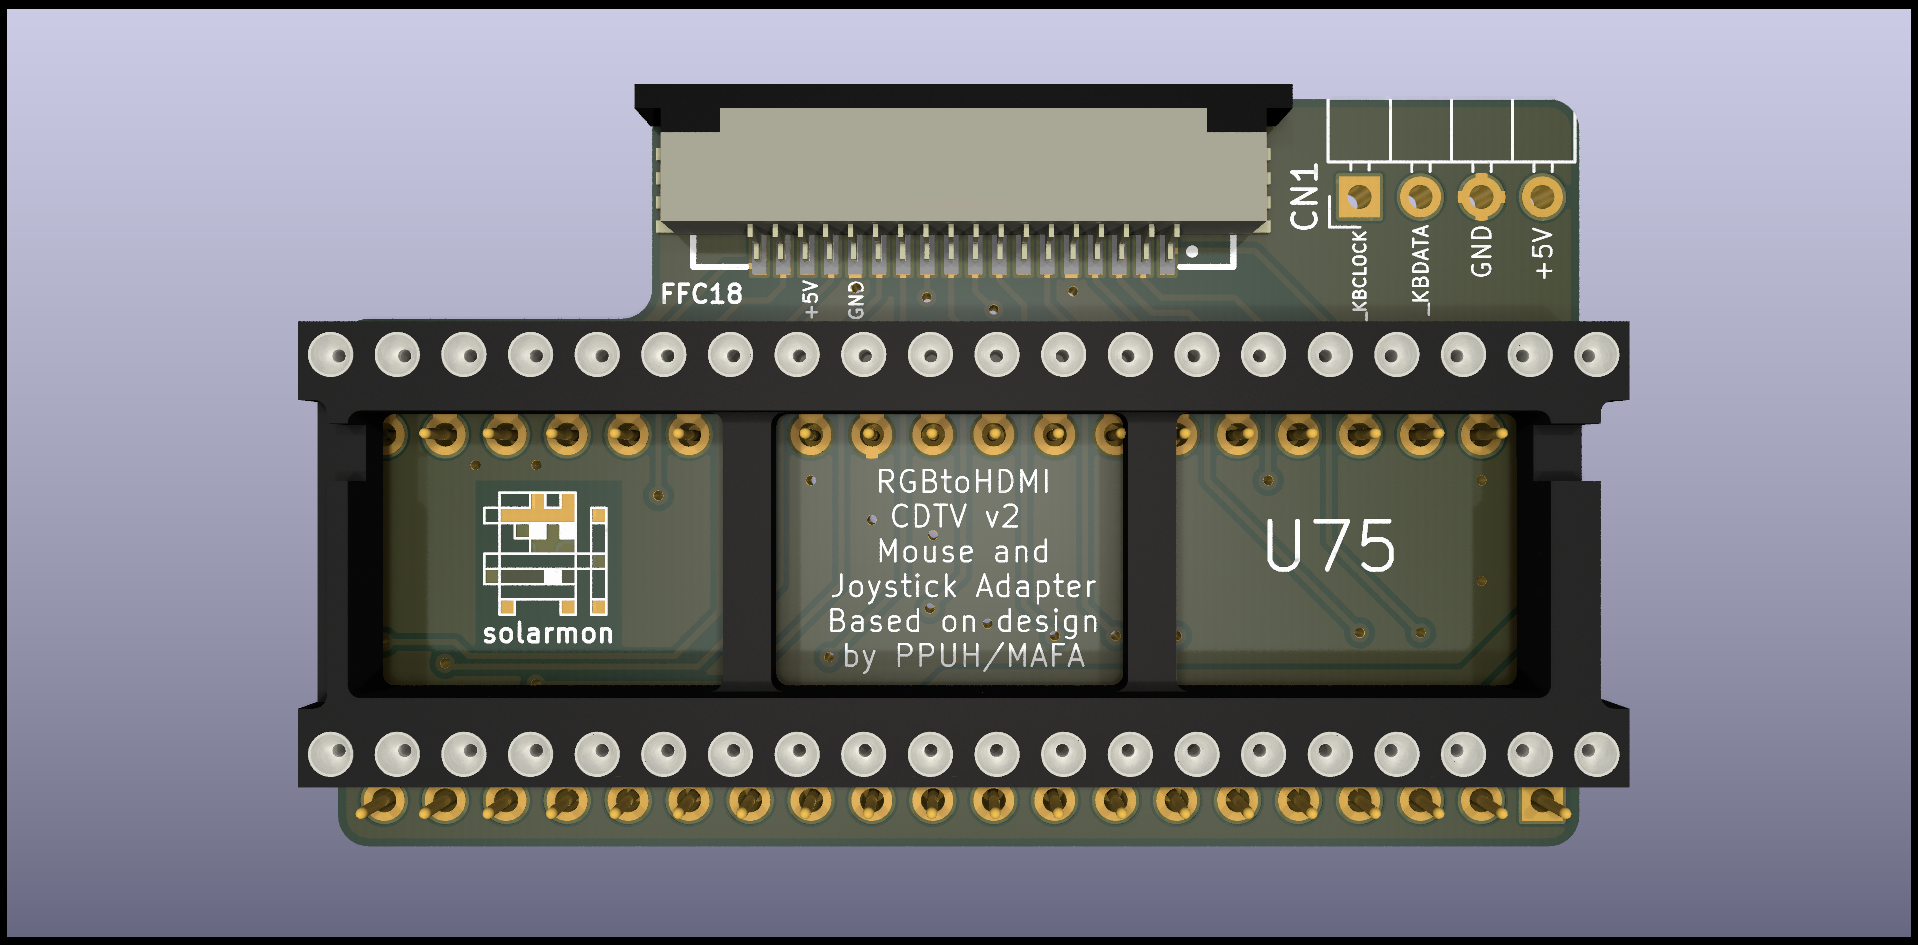 CN1
_KBCLOCK
_KBDATA
GND
+5V
FFC18
+5V
GND
RGBtoHDMI
CDTV v2
Mouse and
Joystick Adapter
Based on design
by PPUH/MAFA
solarmon
U75